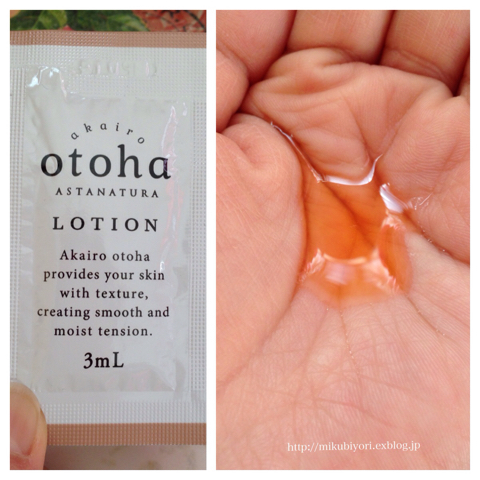 akairo
otoha
ASTANATURA
LOTION
Akairo otoha
provides your skin
with texture,
creating smooth and
moist tension.
3mL
http://mikubiyori.exblog.jp